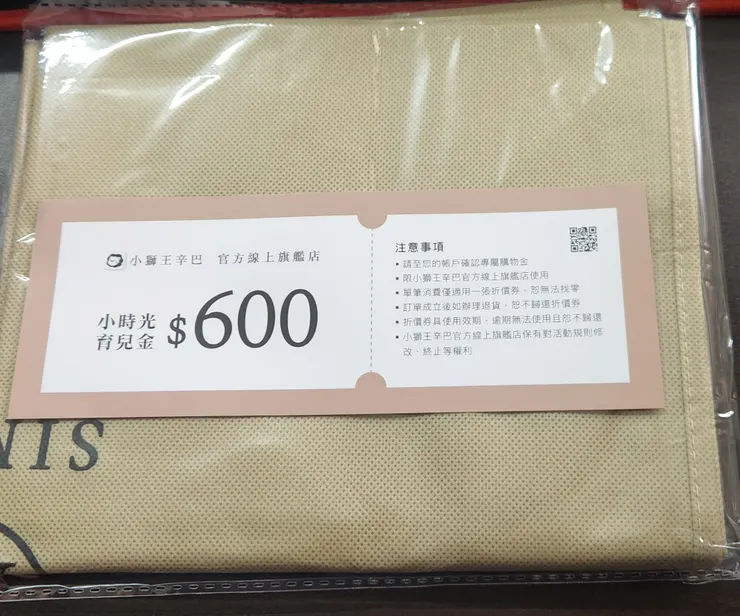 小獅王辛巴 官方線上旗艦店
小時光
育兒金 $600
注意事項
• 請至您的帳戶確認專屬購物金
• 限小獅王辛巴官方線上旗艦店使用
• 單筆消費僅適用一張折價券，恕無法找零
• 訂單成立後如辦理退貨，恕不歸還折價券
• 折價券具使用效期，逾期無法使用且恕不歸還
• 小獅王辛巴官方線上旗艦店保有對活動規則修
改、終止等權利
NIS